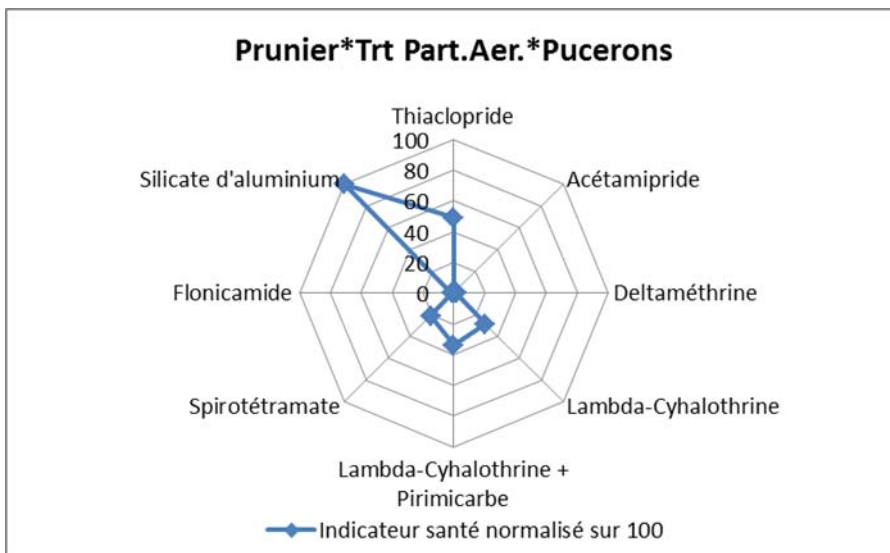 Prunier*Trt Part.Aer.*Pucerons
Thiaclopride
100
80
60
40
20
0
Acétamipride
Deltaméthrine
Lambda-Cyhalothrine
Lambda-Cyhalothrine +
Pirimicarbe
Spirotétramate
Flonicamide
Silicate d'aluminium
Indicateur santé normalisé sur 100